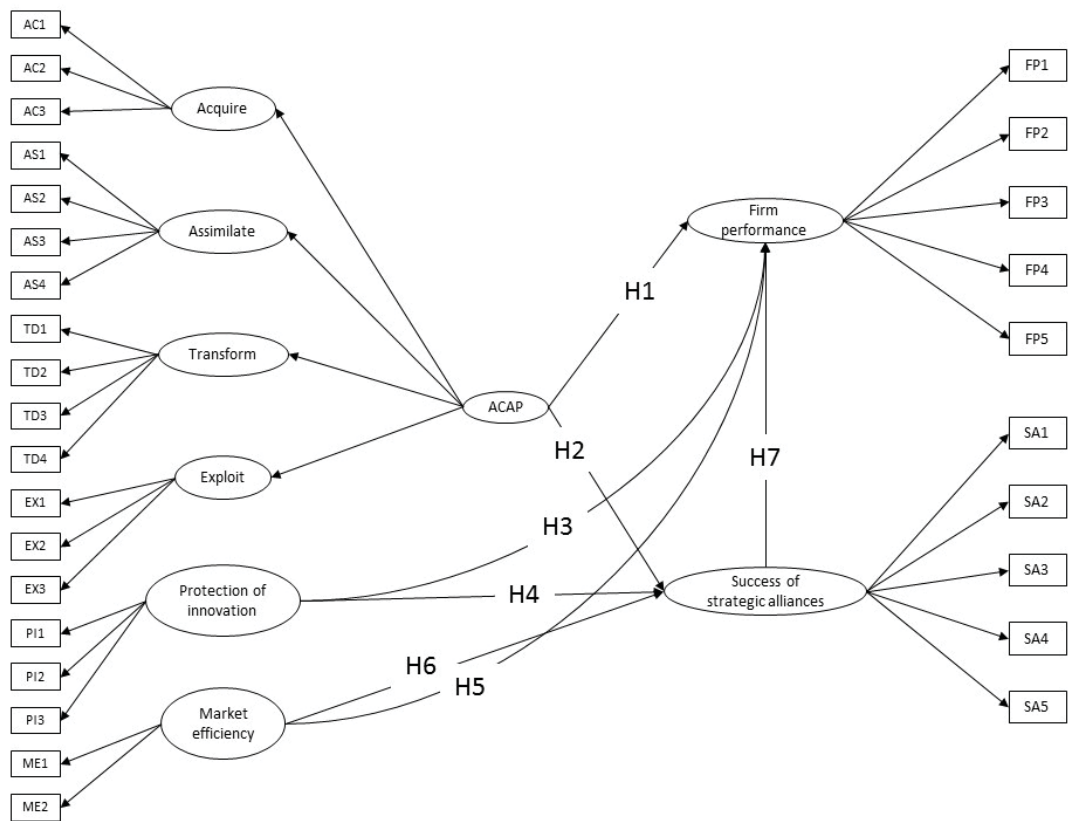 AC1
AC2
AC3
AS1
AS2
AS3
AS4
TD1
TD2
TD3
TD4
EX1
EX2
EX3
PI1
PI2
PI3
ME1
ME2
Acquire
Assimilate
Transform
Exploit
Protection of
innovation
Market
efficiency
ACAP
H1
H2
H3
H4
H6
H5
H7
Firm
performance
Success of
strategic alliances
FP1
FP2
FP3
FP4
FP5
SA1
SA2
SA3
SA4
SA5